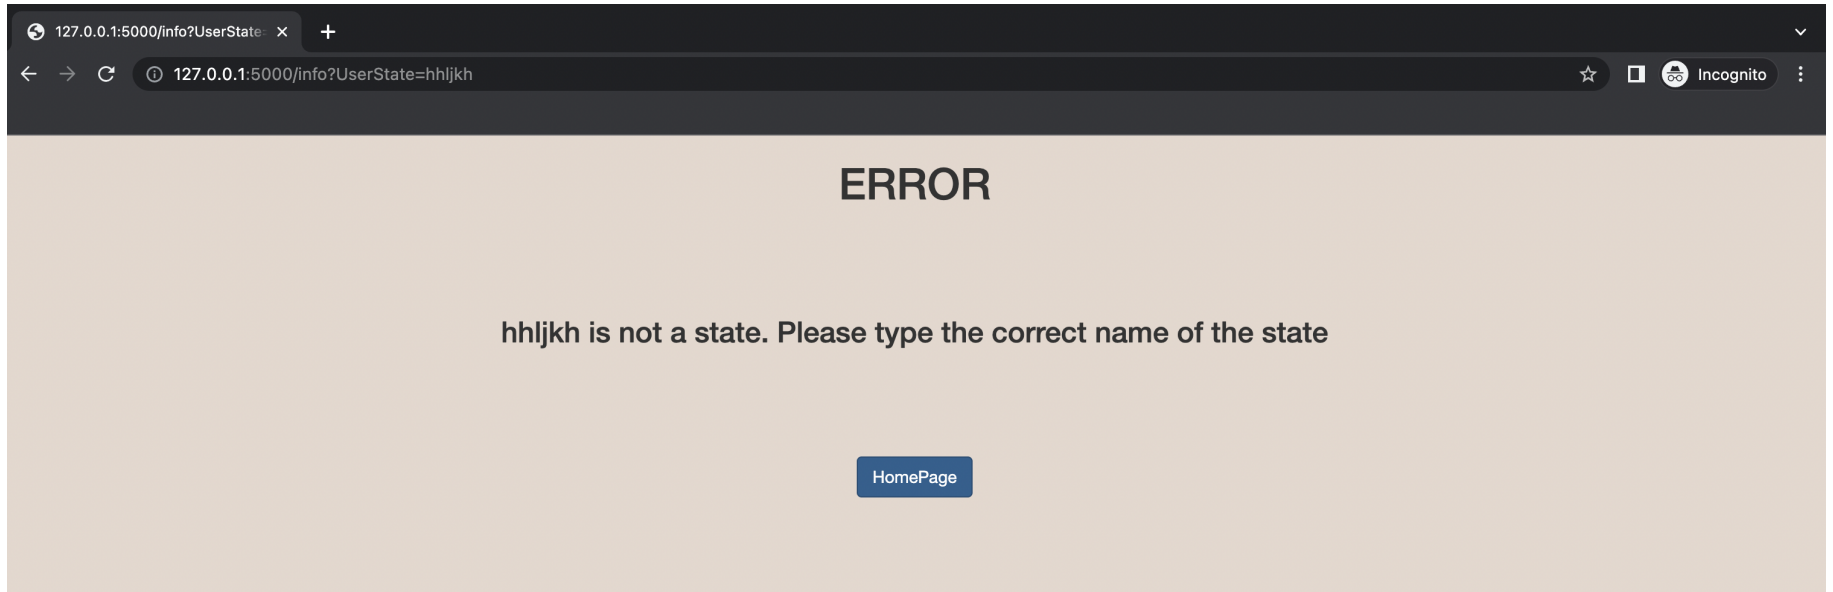 127.0.0.1:5000/info?UserState=
127.0.0.1:5000/info?UserState=hhljkh
Incognito
ERROR
hhljkh is not a state. Please type the correct name of the state
HomePage